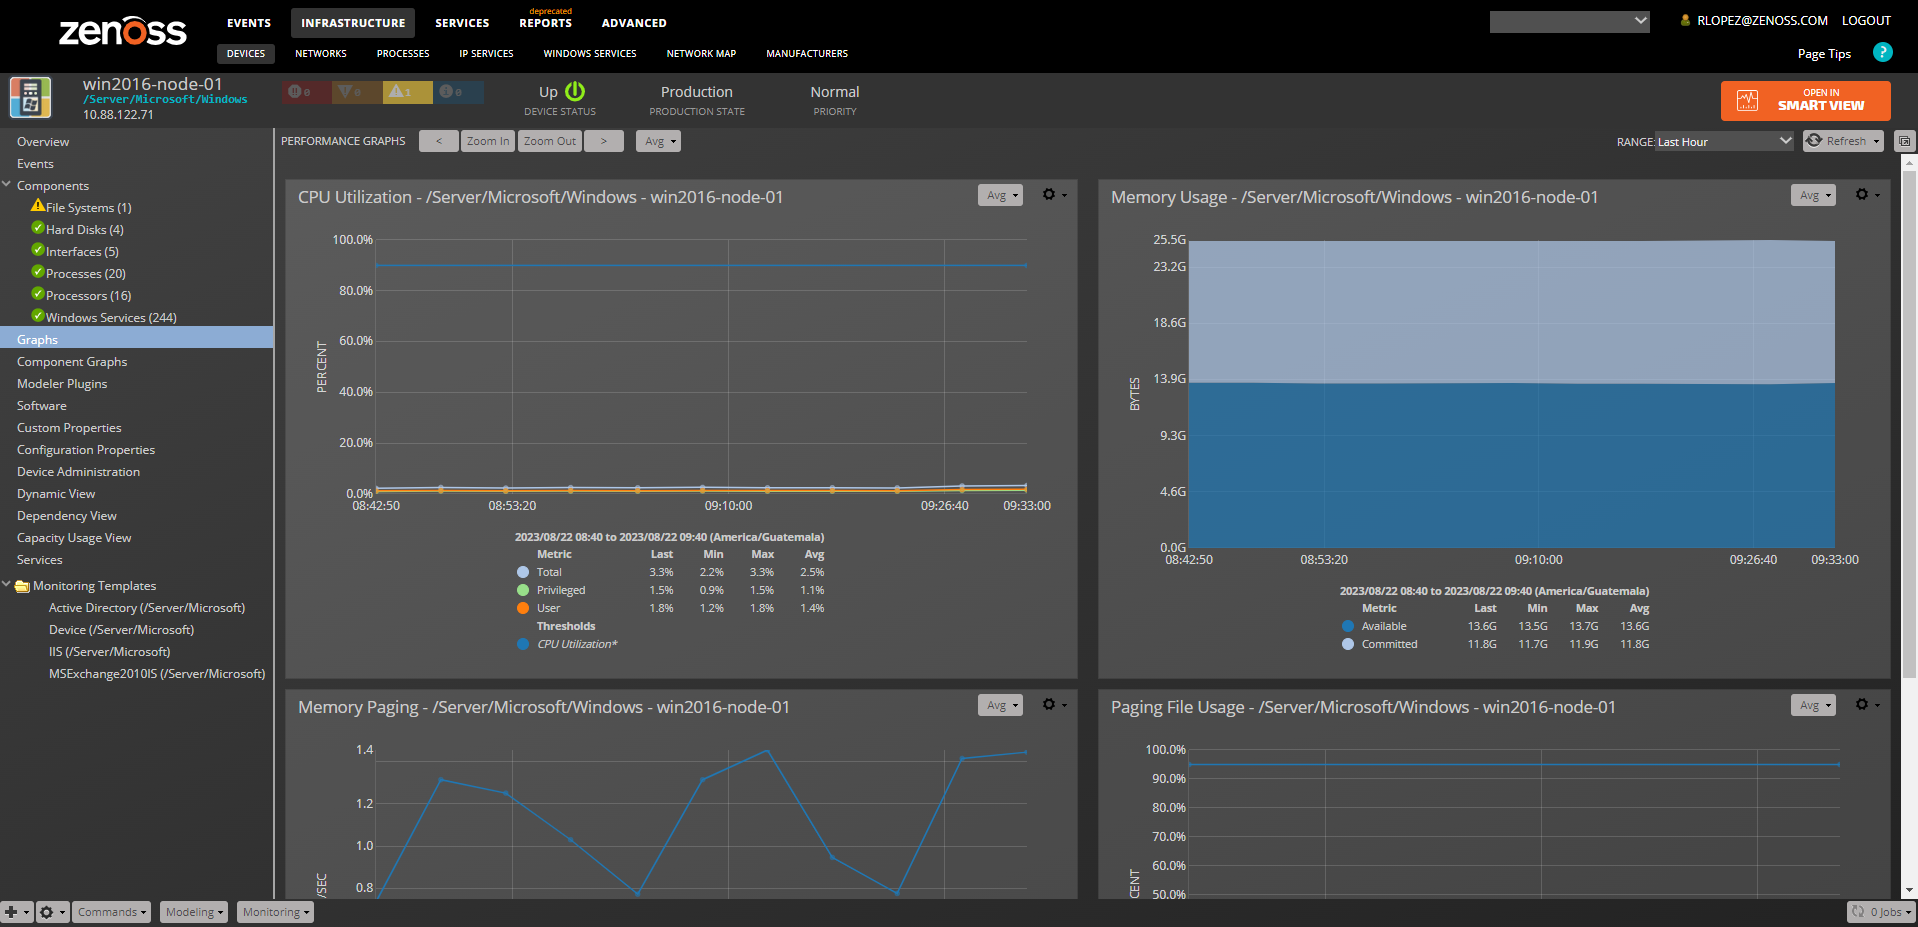 zenoss
EVENTS
INFRASTRUCTURE
SERVICES
deprecated
REPORTS
ADVANCED
RLOPEZ@ZENOSS.COM
LOGOUT
DEVICES
NETWORKS
PROCESSES
IP SERVICES
WINDOWS SERVICES
NETWORK MAP
MANUFACTURERS
Page Tips ?
win2016-node-01
/Server/Microsoft/Windows
10.88.122.71
0 0 1 0
Up
DEVICE STATUS
Production
PRODUCTION STATE
Normal
PRIORITY
OPEN IN
SMART VIEW
Overview
Events
Components
File Systems (1)
Hard Disks (4)
Interfaces (5)
Processes (20)
Processors (16)
Windows Services (244)
Graphs
Component Graphs
Modeler Plugins
Software
Custom Properties
Configuration Properties
Device Administration
Dynamic View
Dependency View
Capacity Usage View
Services
Monitoring Templates
Active Directory (/Server/Microsoft)
Device (/Server/Microsoft)
IIS (/Server/Microsoft)
MSExchange2010IS (/Server/Microsoft)
PERFORMANCE GRAPHS < Zoom In Zoom Out > Avg
RANGE: Last Hour Refresh
CPU Utilization - /Server/Microsoft/Windows - win2016-node-01 Avg
100.0%
80.0%
60.0%
40.0%
20.0%
0.0%
PERCENT
08:42:50 08:53:20 09:10:00 09:26:40 09:33:00
2023/08/22 08:40 to 2023/08/22 09:40 (America/Guatemala)
Metric Last Min Max Avg
Total 3.3% 2.2% 3.3% 2.5%
Privileged 1.5% 0.9% 1.5% 1.1%
User 1.8% 1.2% 1.8% 1.4%
Thresholds
CPU Utilization*
Memory Usage - /Server/Microsoft/Windows - win2016-node-01 Avg
25.5G
23.2G
18.6G
13.9G
9.3G
4.6G
0.0G
BYTES
08:42:50 08:53:20 09:10:00 09:26:40 09:33:00
2023/08/22 08:40 to 2023/08/22 09:40 (America/Guatemala)
Metric Last Min Max Avg
Available 13.6G 13.5G 13.7G 13.6G
Committed 11.8G 11.7G 11.9G 11.8G
Memory Paging - /Server/Microsoft/Windows - win2016-node-01 Avg
1.4
1.2
1.0
0.8
/SEC
Paging File Usage - /Server/Microsoft/Windows - win2016-node-01 Avg
100.0%
90.0%
80.0%
70.0%
60.0%
50.0%
CENT
Commands Modeling Monitoring
0 Jobs